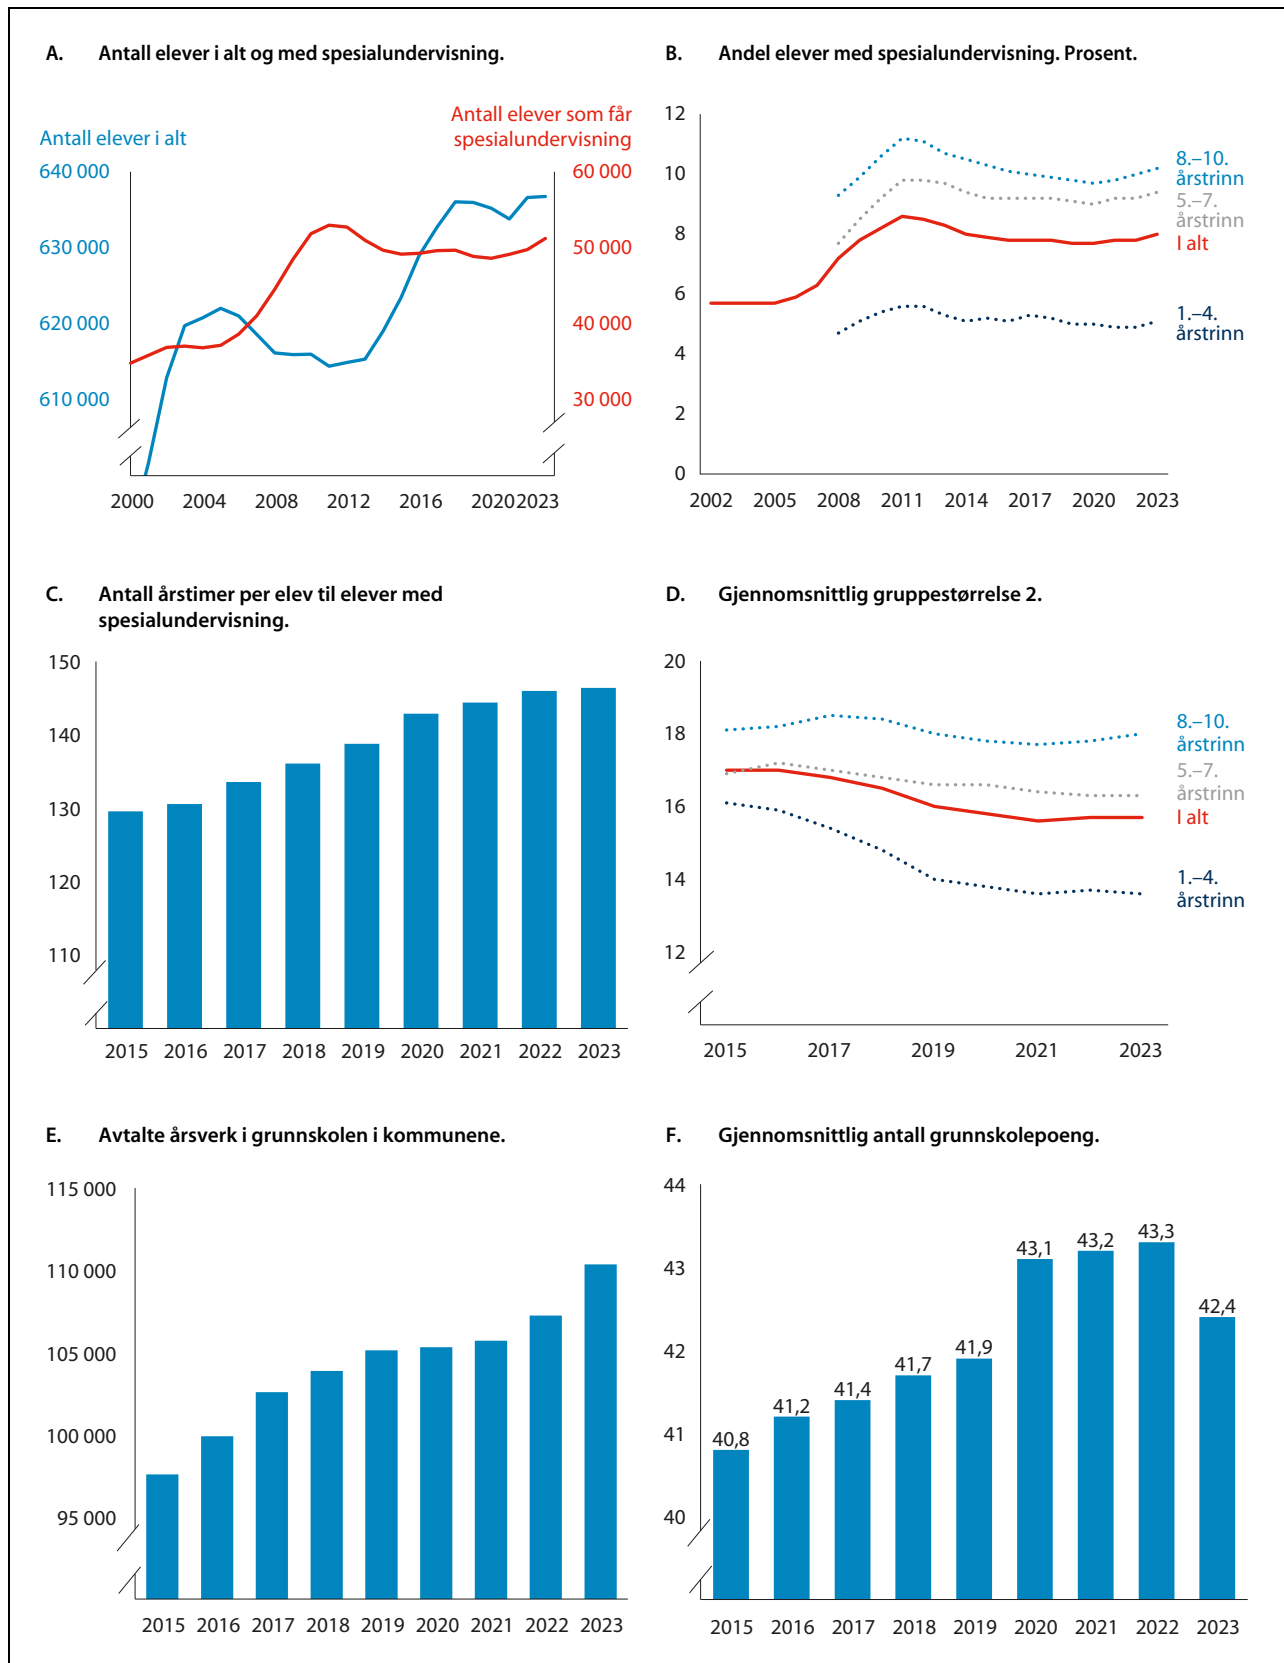 A. Antall elever i alt og med spesialundervisning.
Antall elever i alt
Antall elever som får
spesialundervisning
640 000
630 000
620 000
610 000
60 000
50 000
40 000
30 000
2000 2004 2008 2012 2016 2020 2023
B. Andel elever med spesialundervisning. Prosent.
12
10
8
6
4
2
0
8.–10.
årstrinn
5.–7.
årstrinn
I alt
1.–4.
årstrinn
2002 2005 2008 2011 2014 2017 2020 2023
C. Antall årstimer per elev til elever med
spesialundervisning.
150
140
130
120
110
2015 2016 2017 2018 2019 2020 2021 2022 2023
D. Gjennomsnittlig gruppestørrelse 2.
20
18
16
14
12
8.–10.
årstrinn
5.–7.
årstrinn
I alt
1.–4.
årstrinn
2015 2017 2019 2021 2023
E. Avtalte årsverk i grunnskolen i kommunene.
115 000
110 000
105 000
100 000
95 000
2015 2016 2017 2018 2019 2020 2021 2022 2023
F. Gjennomsnittlig antall grunnskolepoeng.
44
43
42
41
40
40,8
41,2
41,4
41,7
41,9
43,1
43,2
43,3
42,4
2015 2016 2017 2018 2019 2020 2021 2022 2023